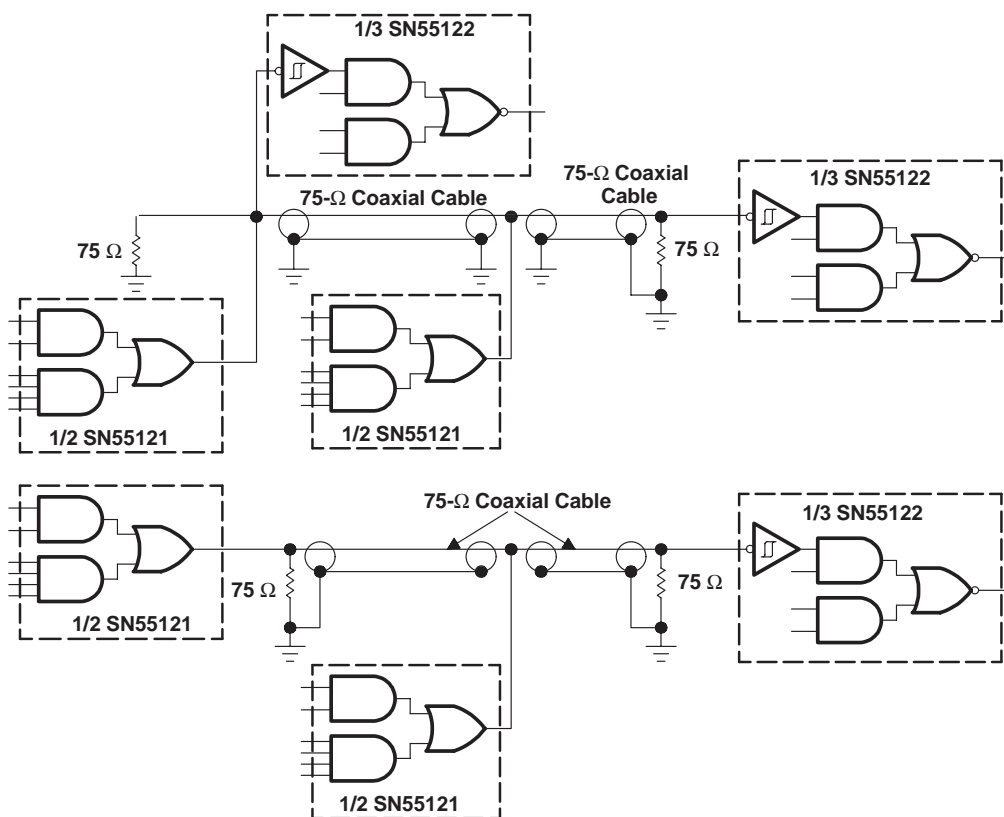 1/3 SN55122
75-Ω Coaxial Cable
75-Ω Coaxial
Cable
1/3 SN55122
75 Ω
75 Ω
1/2 SN55121
1/2 SN55121
75-Ω Coaxial Cable
1/3 SN55122
75 Ω
75 Ω
1/2 SN55121
1/2 SN55121